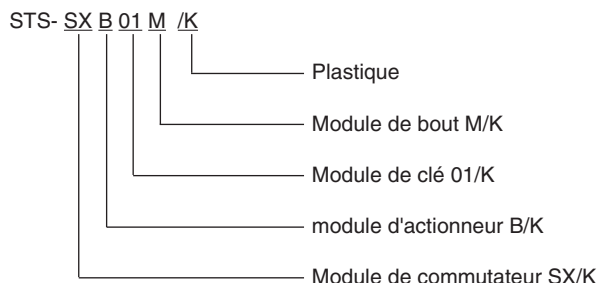 STS- SX B 01 M /K
Plastique
Module de bout M/K
Module de clé 01/K
module d'actionneur B/K
Module de commutateur SX/K